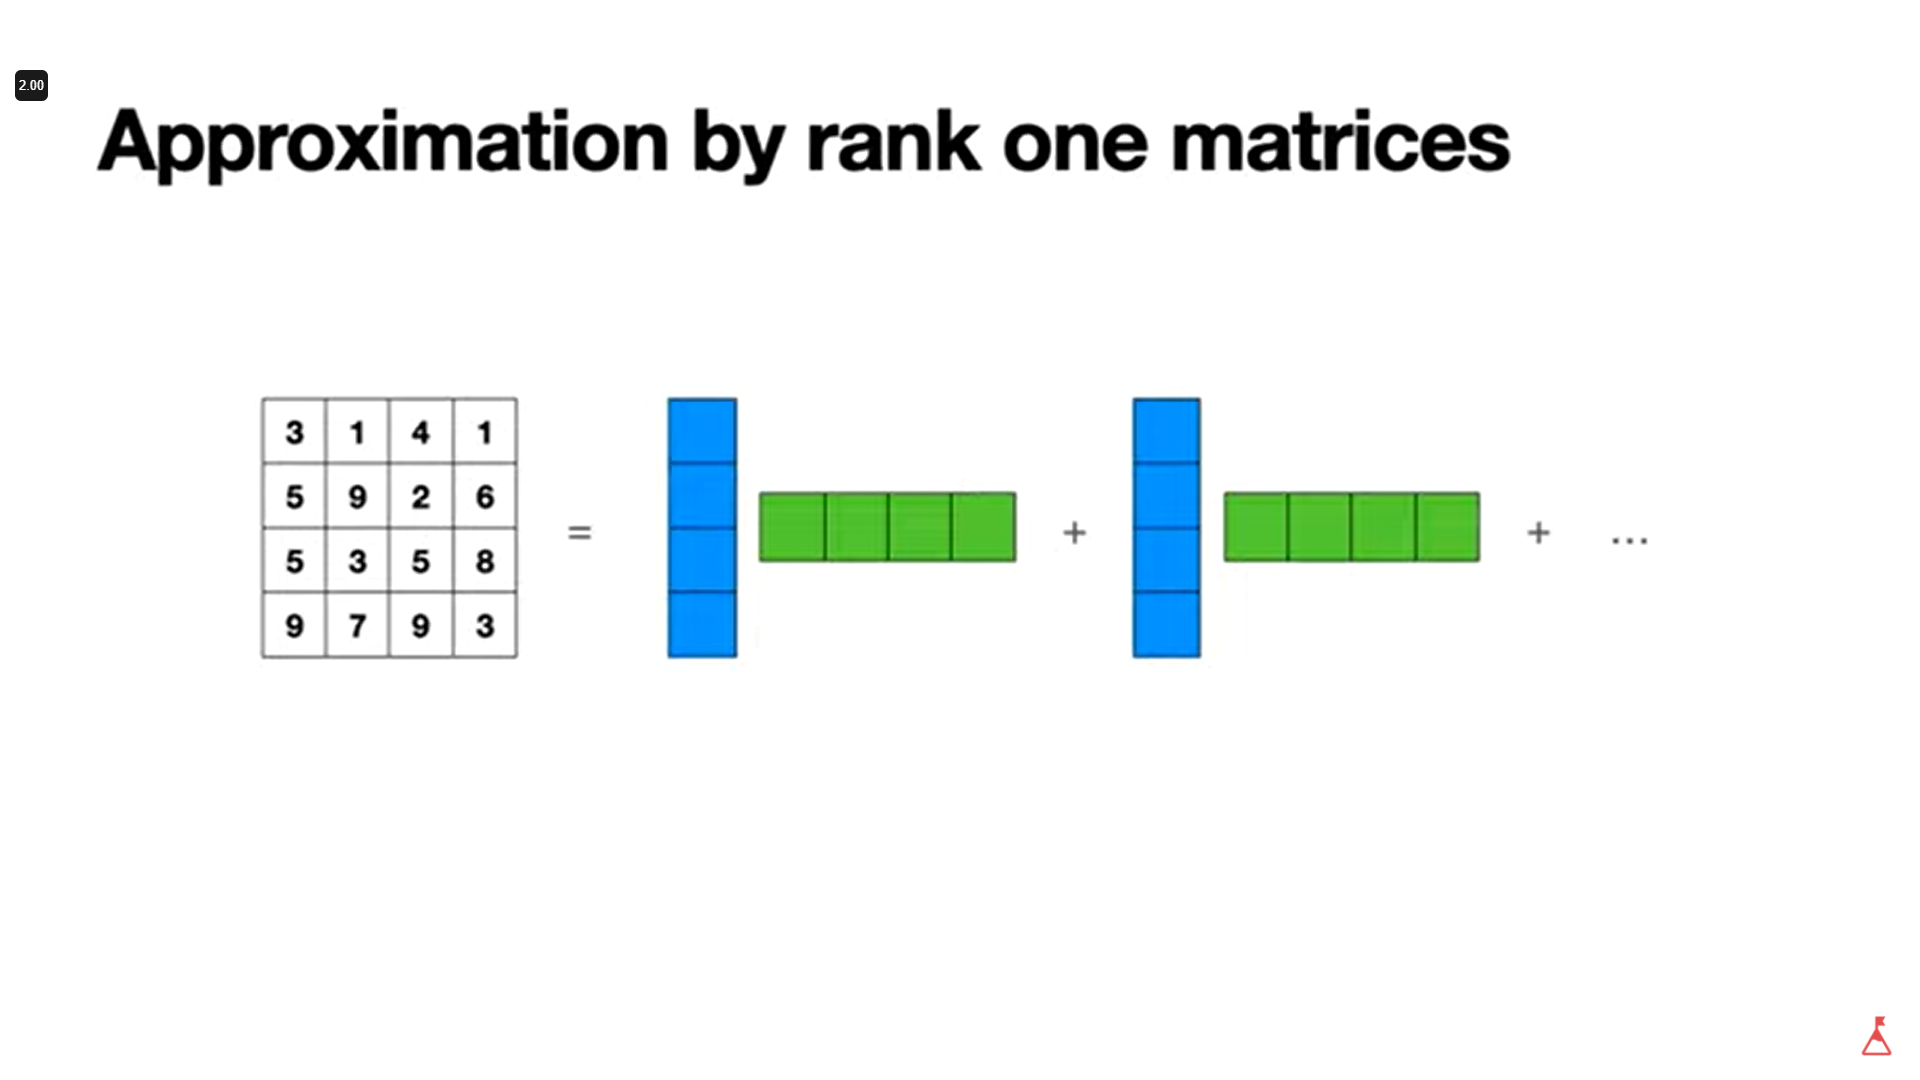 2.00
Approximation by rank one matrices
3 1 4 1
5 9 2 6
5 3 5 8
9 7 9 3
= + + ...